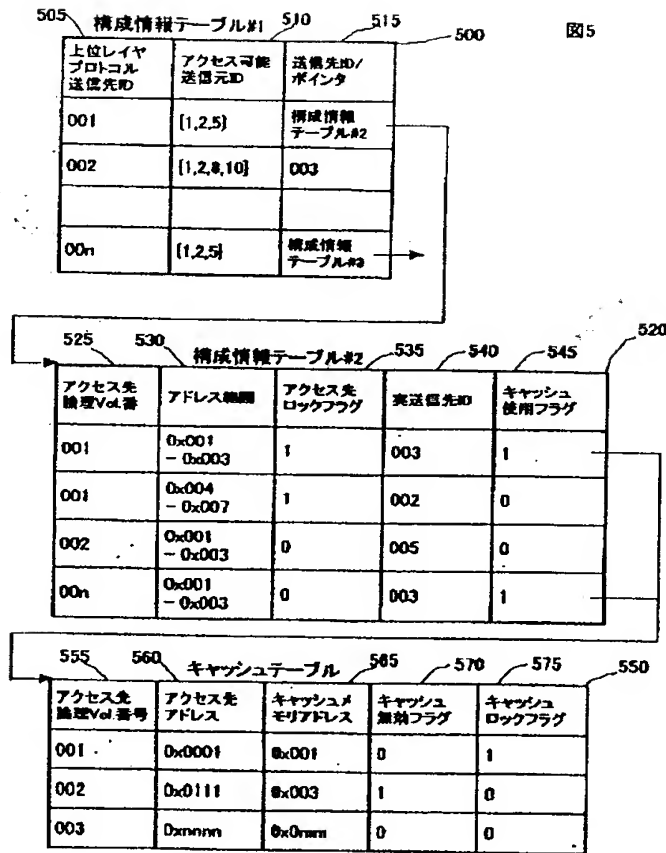 図5
505 構成情報テーブル#1 510 515 500
上位レイヤ
プロトコル
送信先ID
アクセス可能
送信元ID
送信先ID/
ポインタ
001 {1,2,5} 構成情報
テーブル#2
002 {1,2,8,10} 003
00n {1,2,5} 構成情報
テーブル#3
525 530 構成情報テーブル#2 535 540 545 520
アクセス先
論理Vol.番
アドレス範囲
アクセス先
ロックフラグ
実送信先ID
キャッシュ
使用フラグ
001 0x001
-0x003 1 003 1
001 0x004
-0x007 1 002 0
002 0x001
-0x003 0 005 0
00n 0x001
-0x003 0 003 1
555 560 キャッシュテーブル 565 570 575 550
アクセス先
論理Vol.番号
アクセス先
アドレス
キャッシュメ
モリアドレス
キャッシュ
無効フラグ
キャッシュ
ロックフラグ
001 0x0001 0x001 0 1
002 0x0111 0x003 1 0
003 0xnnnn 0 0